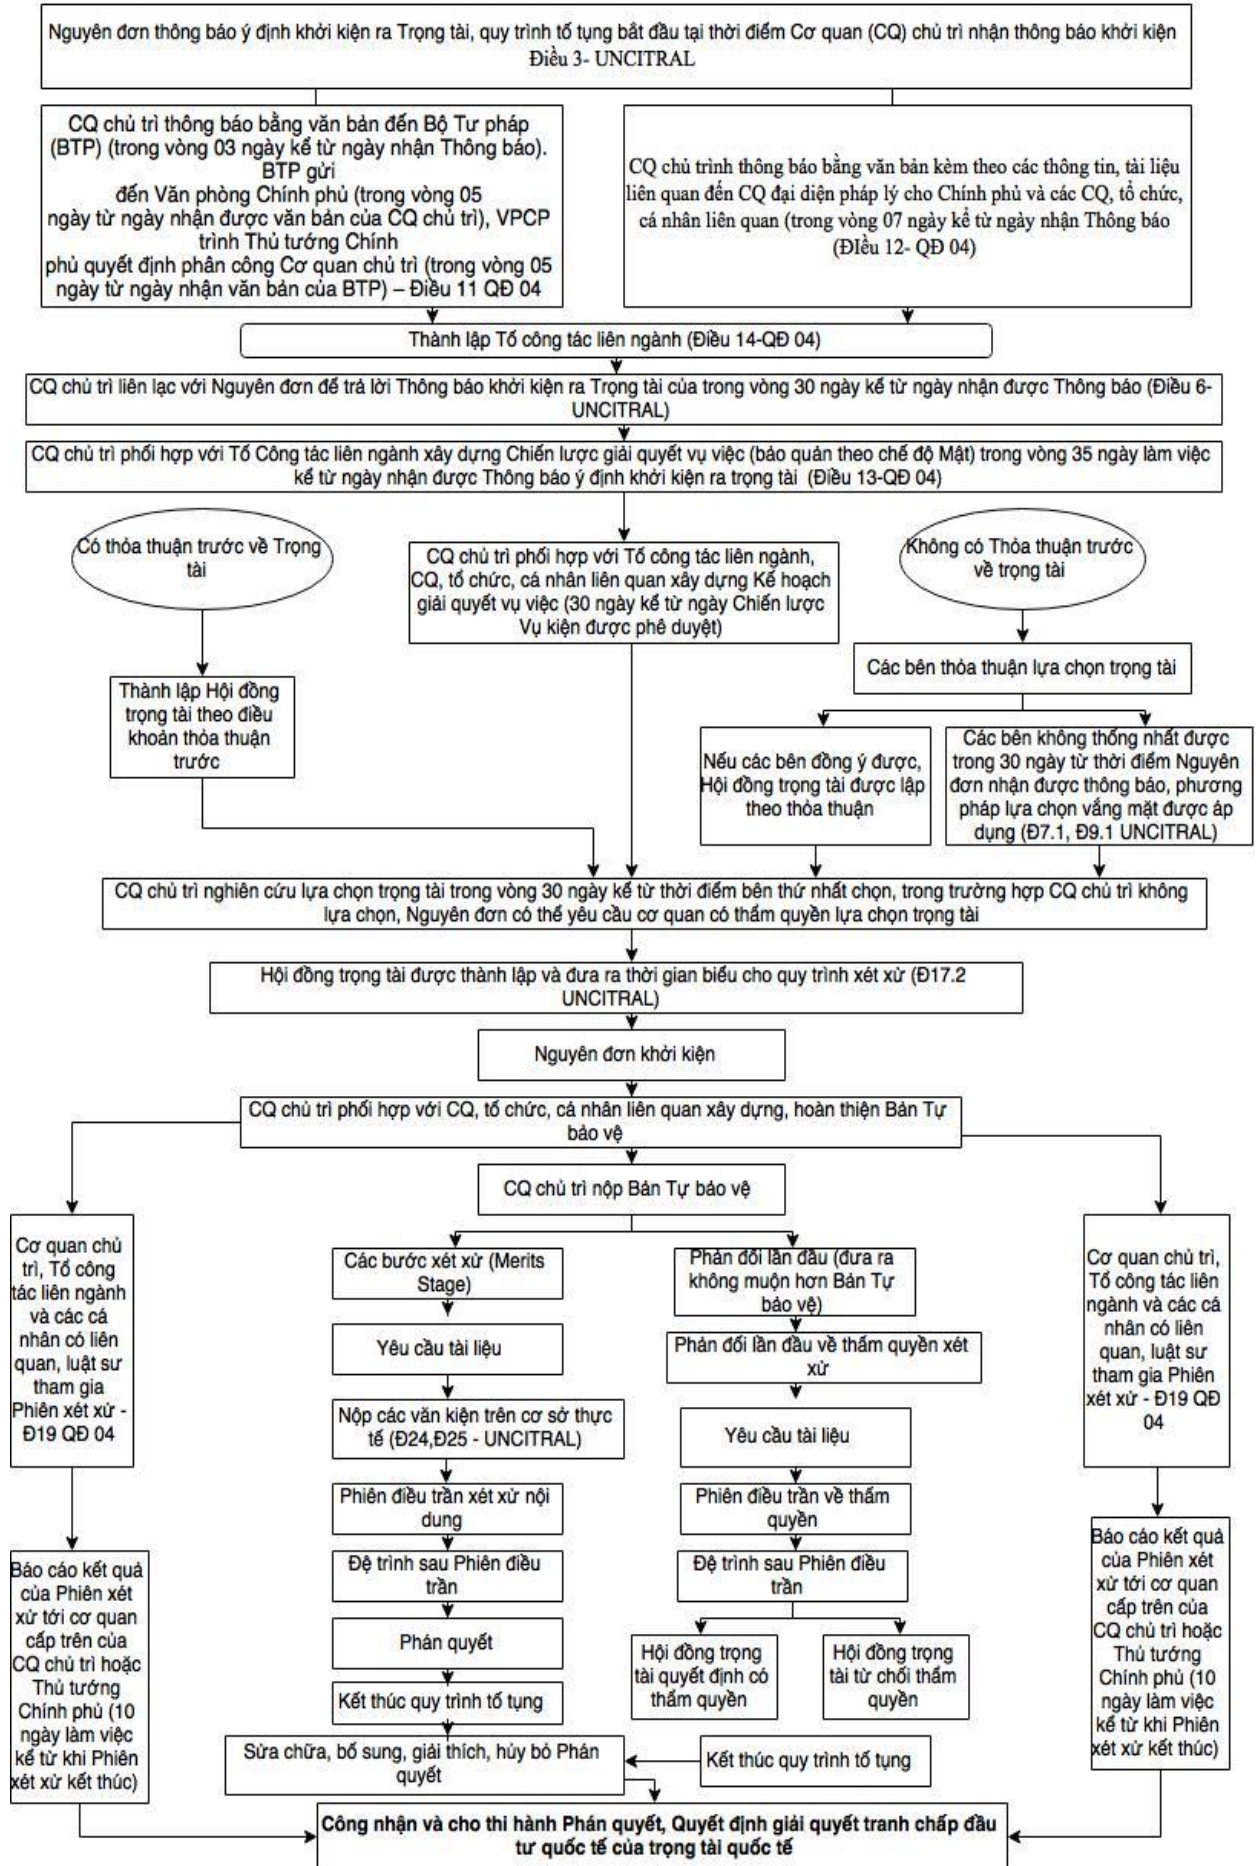 Nguyên đơn thông báo ý định khởi kiện ra Trọng tài, quy trình tố tụng bắt đầu tại thời điểm Cơ quan (CQ) chủ trì nhận thông báo khởi kiện
Điều 3- UNCITRAL
CQ chủ trì thông báo bằng văn bản đến Bộ Tư pháp
(BTP) (trong vòng 03 ngày kể từ ngày nhận Thông báo).
BTP gửi
đến Văn phòng Chính phủ (trong vòng 05
ngày từ ngày nhận được văn bản của CQ chủ trì), VPCP
trình Thủ tướng Chính
phủ quyết định phân công Cơ quan chủ trì (trong vòng 05
ngày từ ngày nhận văn bản của BTP) – Điều 11 QĐ 04
CQ chủ trình thông báo bằng văn bản kèm theo các thông tin, tài liệu
liên quan đến CQ đại diện pháp lý cho Chính phủ và các CQ, tổ chức,
cá nhân liên quan (trong vòng 07 ngày kể từ ngày nhận Thông báo
(ĐIều 12- QĐ 04)
Thành lập Tổ công tác liên ngành (Điều 14-QĐ 04)
CQ chủ trì liên lạc với Nguyên đơn để trả lời Thông báo khởi kiện ra Trọng tài của trong vòng 30 ngày kể từ ngày nhận được Thông báo (Điều 6-
UNCITRAL)
CQ chủ trì phối hợp với Tổ Công tác liên ngành xây dựng Chiến lược giải quyết vụ việc (bảo quản theo chế độ Mật) trong vòng 35 ngày làm việc
kể từ ngày nhận được Thông báo ý định khởi kiện ra trọng tài (Điều 13-QĐ 04)
Có thỏa thuận trước về Trọng
tài
CQ chủ trì phối hợp với Tổ công tác liên ngành,
CQ, tổ chức, cá nhân liên quan xây dựng Kế hoạch
giải quyết vụ việc (30 ngày kể từ ngày Chiến lược
Vụ kiện được phê duyệt)
Không có Thỏa thuận trước
về trọng tài
Các bên thỏa thuận lựa chọn trọng tài
Thành lập Hội đồng
trọng tài theo điều
khoản thỏa thuận
trước
Nếu các bên đồng ý được,
Hội đồng trọng tài được lập
theo thỏa thuận
Các bên không thống nhất được
trong 30 ngày từ thời điểm Nguyên
đơn nhận được thông báo, phương
pháp lựa chọn vắng mặt được áp
dụng (Đ7.1, Đ9.1 UNCITRAL)
CQ chủ trì nghiên cứu lựa chọn trọng tài trong vòng 30 ngày kể từ thời điểm bên thứ nhất chọn, trong trường hợp CQ chủ trì không
lựa chọn, Nguyên đơn có thể yêu cầu cơ quan có thẩm quyền lựa chọn trọng tài
Hội đồng trọng tài được thành lập và đưa ra thời gian biểu cho quy trình xét xử (Đ17.2
UNCITRAL)
Nguyên đơn khởi kiện
CQ chủ trì phối hợp với CQ, tổ chức, cá nhân liên quan xây dựng, hoàn thiện Bản Tự
bảo vệ
CQ chủ trì nộp Bản Tự bảo vệ
Cơ quan chủ
trì, Tổ công
tác liên ngành
và các cá
nhân có liên
quan, luật sư
tham gia
Phiên xét xử -
Đ19 QĐ 04
Báo cáo kết quả
của Phiên xét
xử tới cơ quan
cấp trên của
CQ chủ trì hoặc
Thủ tướng
Chính phủ (10
ngày làm việc
kể từ khi Phiên
xét xử kết thúc)
Các bước xét xử (Merits
Stage)
Yêu cầu tài liệu
Nộp các văn kiện trên cơ sở thực
tế (Đ24,Đ25 - UNCITRAL)
Phiên điều trần xét xử nội
dung
Đệ trình sau Phiên điều
trần
Phán quyết
Kết thúc quy trình tố tụng
Sửa chữa, bổ sung, giải thích, hủy bỏ Phán
quyết
Phản đối lần đầu (đưa ra
không muộn hơn Bản Tự
bảo vệ)
Phản đối lần đầu về thẩm quyền xét
xử
Yêu cầu tài liệu
Phiên điều trần về thẩm
quyền
Đệ trình sau Phiên điều
trần
Hội đồng trọng
tài quyết định có
thẩm quyền
Hội đồng trọng
tài từ chối thẩm
quyền
Kết thúc quy trình tố tụng
Cơ quan chủ trì,
Tổ công tác liên
ngành và các cá
nhân có liên
quan, luật sư
tham gia Phiên
xét xử - Đ19 QĐ
04
Báo cáo kết quả
của Phiên xét
xử tới cơ quan
cấp trên của
CQ chủ trì hoặc
Thủ tướng
Chính phủ (10
ngày làm việc
kể từ khi Phiên
xét xử kết thúc)
Công nhận và cho thi hành Phán quyết, Quyết định giải quyết tranh chấp đầu
tư quốc tế của trọng tài quốc tế